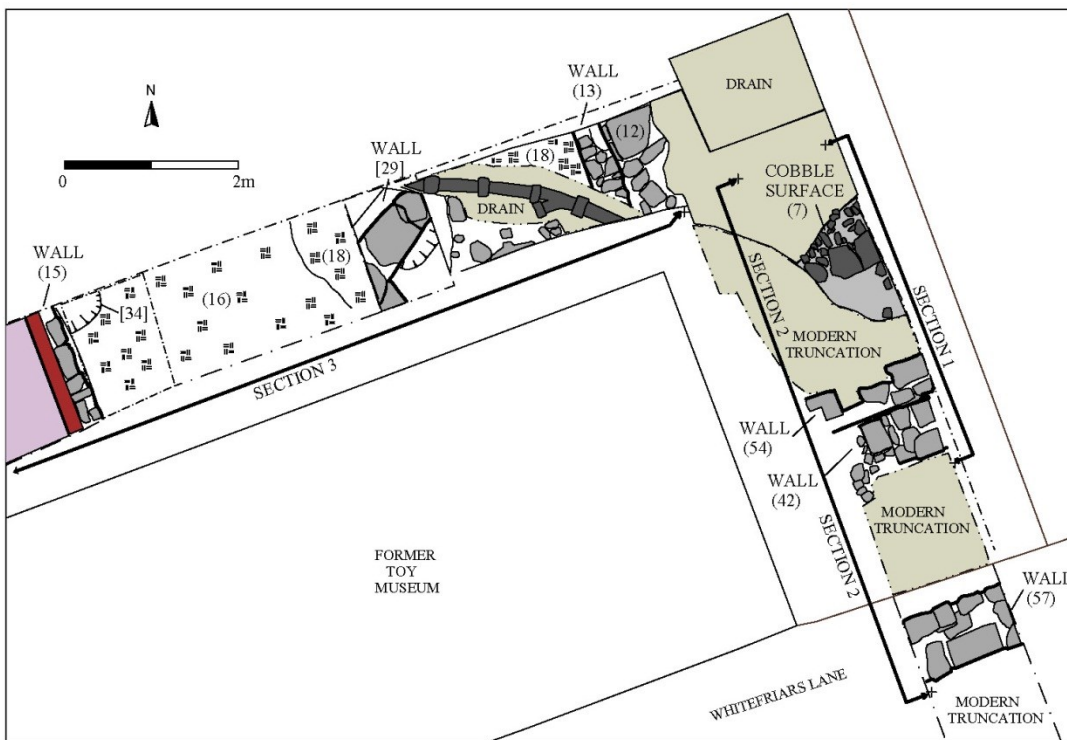 N
0
2m
WALL
(13)
(12)
DRAIN
WALL
[29]
(18)
COBBLE
SURFACE
(7)
DRAIN
WALL
(15)
(18)
(16)
[34]
SECTION 2
SECTION 1
SECTION 3
MODERN
TRUNCATION
WALL
(54)
WALL
(42)
MODERN
TRUNCATION
SECTION 2
FORMER
TOY
MUSEUM
WALL
(57)
WHITEFRIARS LANE
MODERN
TRUNCATION